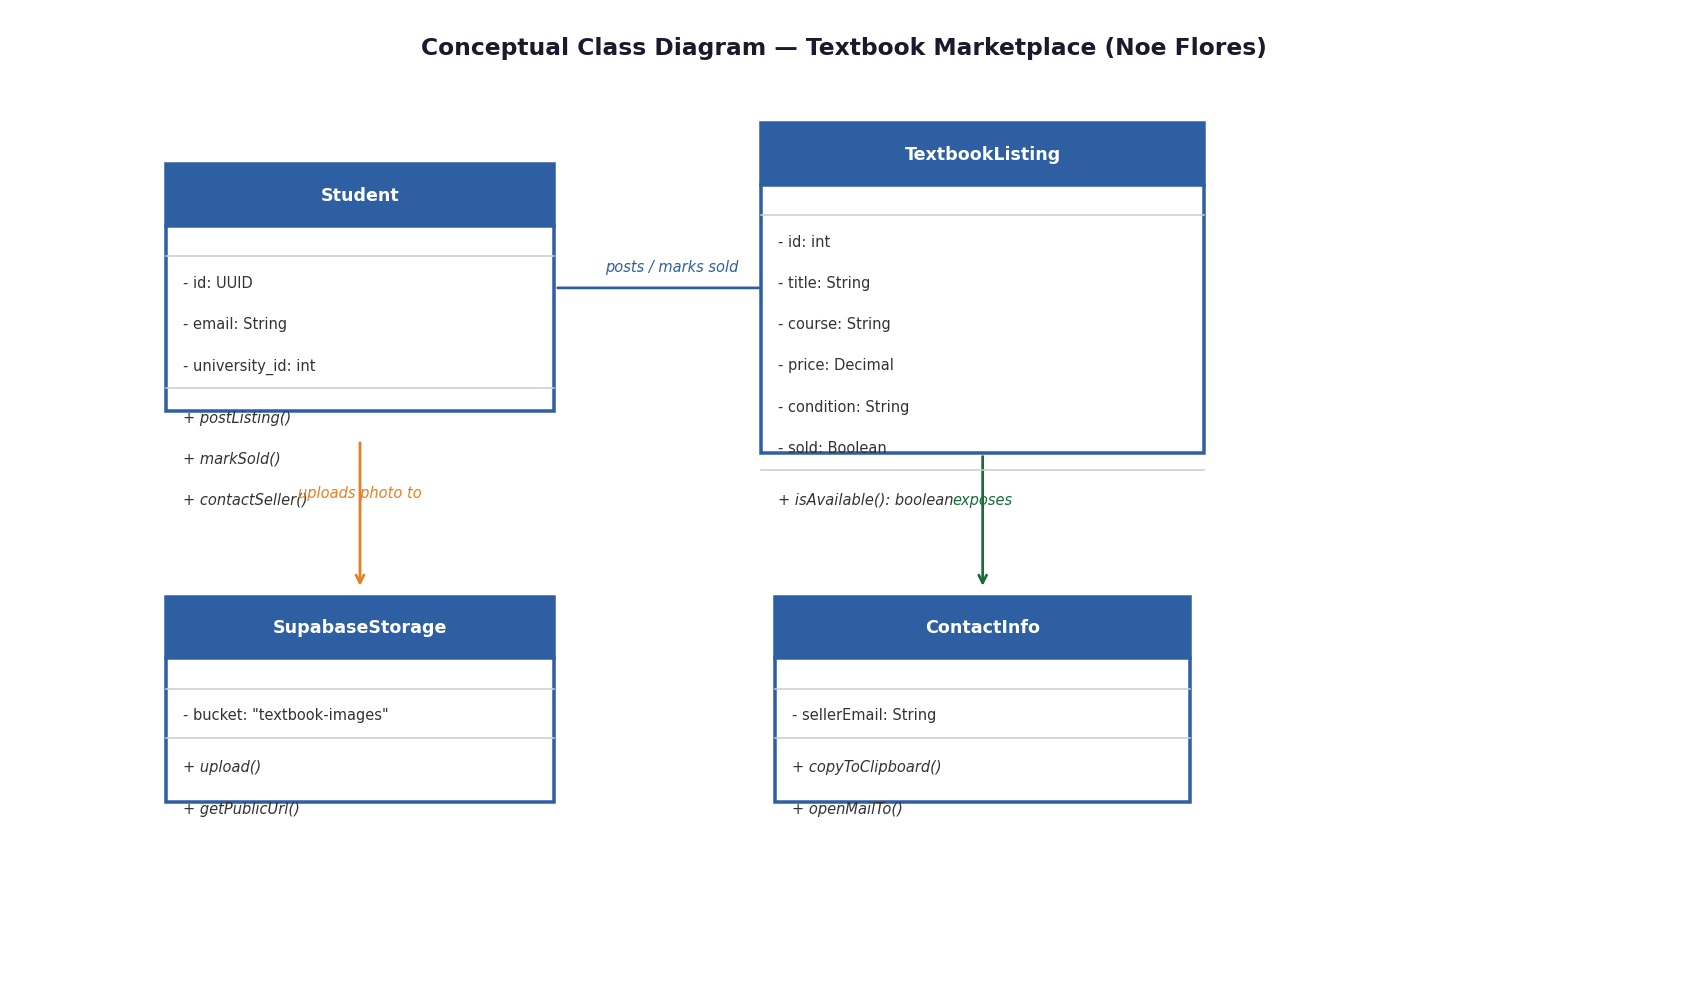 Conceptual Class Diagram — Textbook Marketplace (Noe Flores)
Student
- id: UUID
- email: String
- university_id: int
+ postListing()
+ markSold()
+ contactSeller()
posts / marks sold
TextbookListing
- id: int
- title: String
- course: String
- price: Decimal
- condition: String
- sold: Boolean
+ isAvailable(): boolean
uploads photo to
exposes
SupabaseStorage
- bucket: "textbook-images"
+ upload()
+ getPublicUrl()
ContactInfo
- sellerEmail: String
+ copyToClipboard()
+ openMailTo()